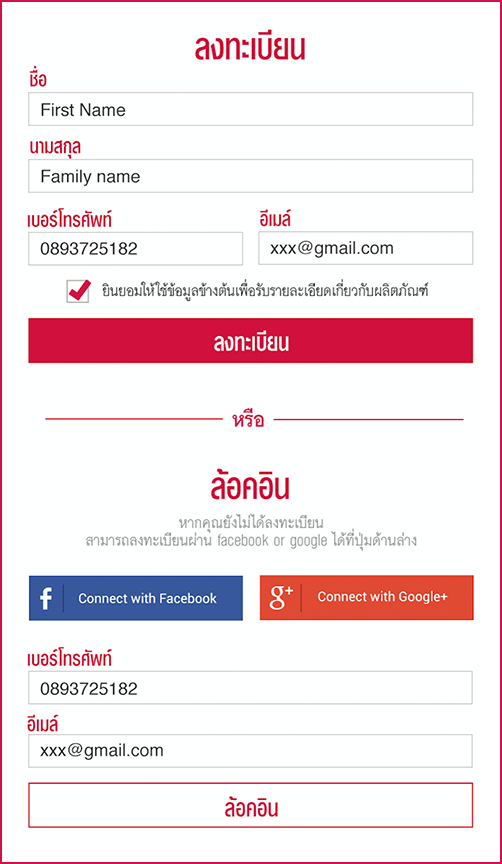 ลงทะเบียน
ชื่อ
First Name
นามสกุล
Family name
เบอร์โทรศัพท์ อีเมล์
0893725182 xxx@gmail.com
ยินยอมให้ใช้ข้อมูลข้างต้นเพื่อรับรายละเอียดเกี่ยวกับผลิตภัณฑ์
ลงทะเบียน
หรือ
ล้อคอิน
หากคุณยังไม่ได้ลงทะเบียน
สามารถลงทะเบียนผ่าน facebook or google ได้ที่ปุ่มด้านล่าง
f Connect with Facebook g+ Connect with Google+
เบอร์โทรศัพท์
0893725182
อีเมล์
xxx@gmail.com
ล้อคอิน